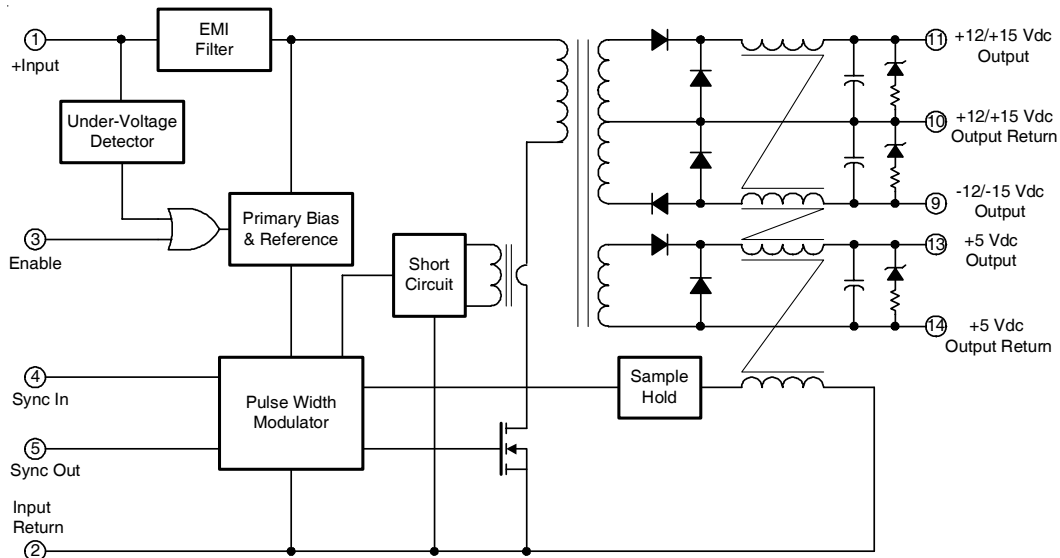 1
+Input
EMI
Filter
Under-Voltage
Detector
3
Enable
Primary Bias
& Reference
Short
Circuit
4
Sync In
5
Sync Out
Pulse Width
Modulator
Sample
Hold
Input
Return
2
11
+12/+15 Vdc
Output
10
+12/+15 Vdc
Output Return
9
-12/-15 Vdc
Output
13
+5 Vdc
Output
14
+5 Vdc
Output Return